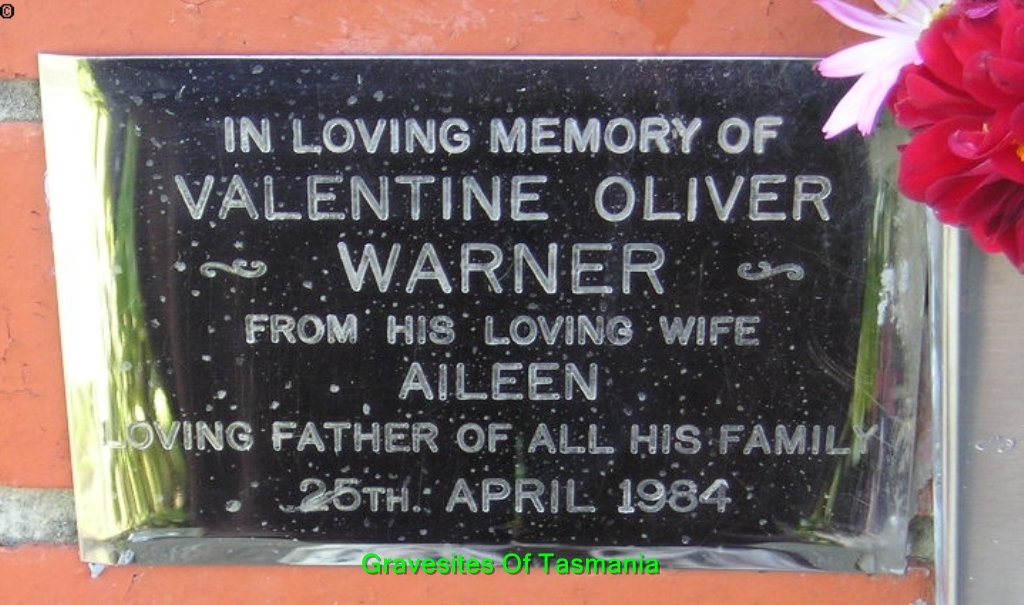 ©
IN LOVING MEMORY OF
VALENTINE OLIVER
WARNER
FROM HIS LOVING WIFE
AILEEN
LOVING FATHER OF ALL HIS FAMILY
25TH. APRIL 1984
Gravesites Of Tasmania